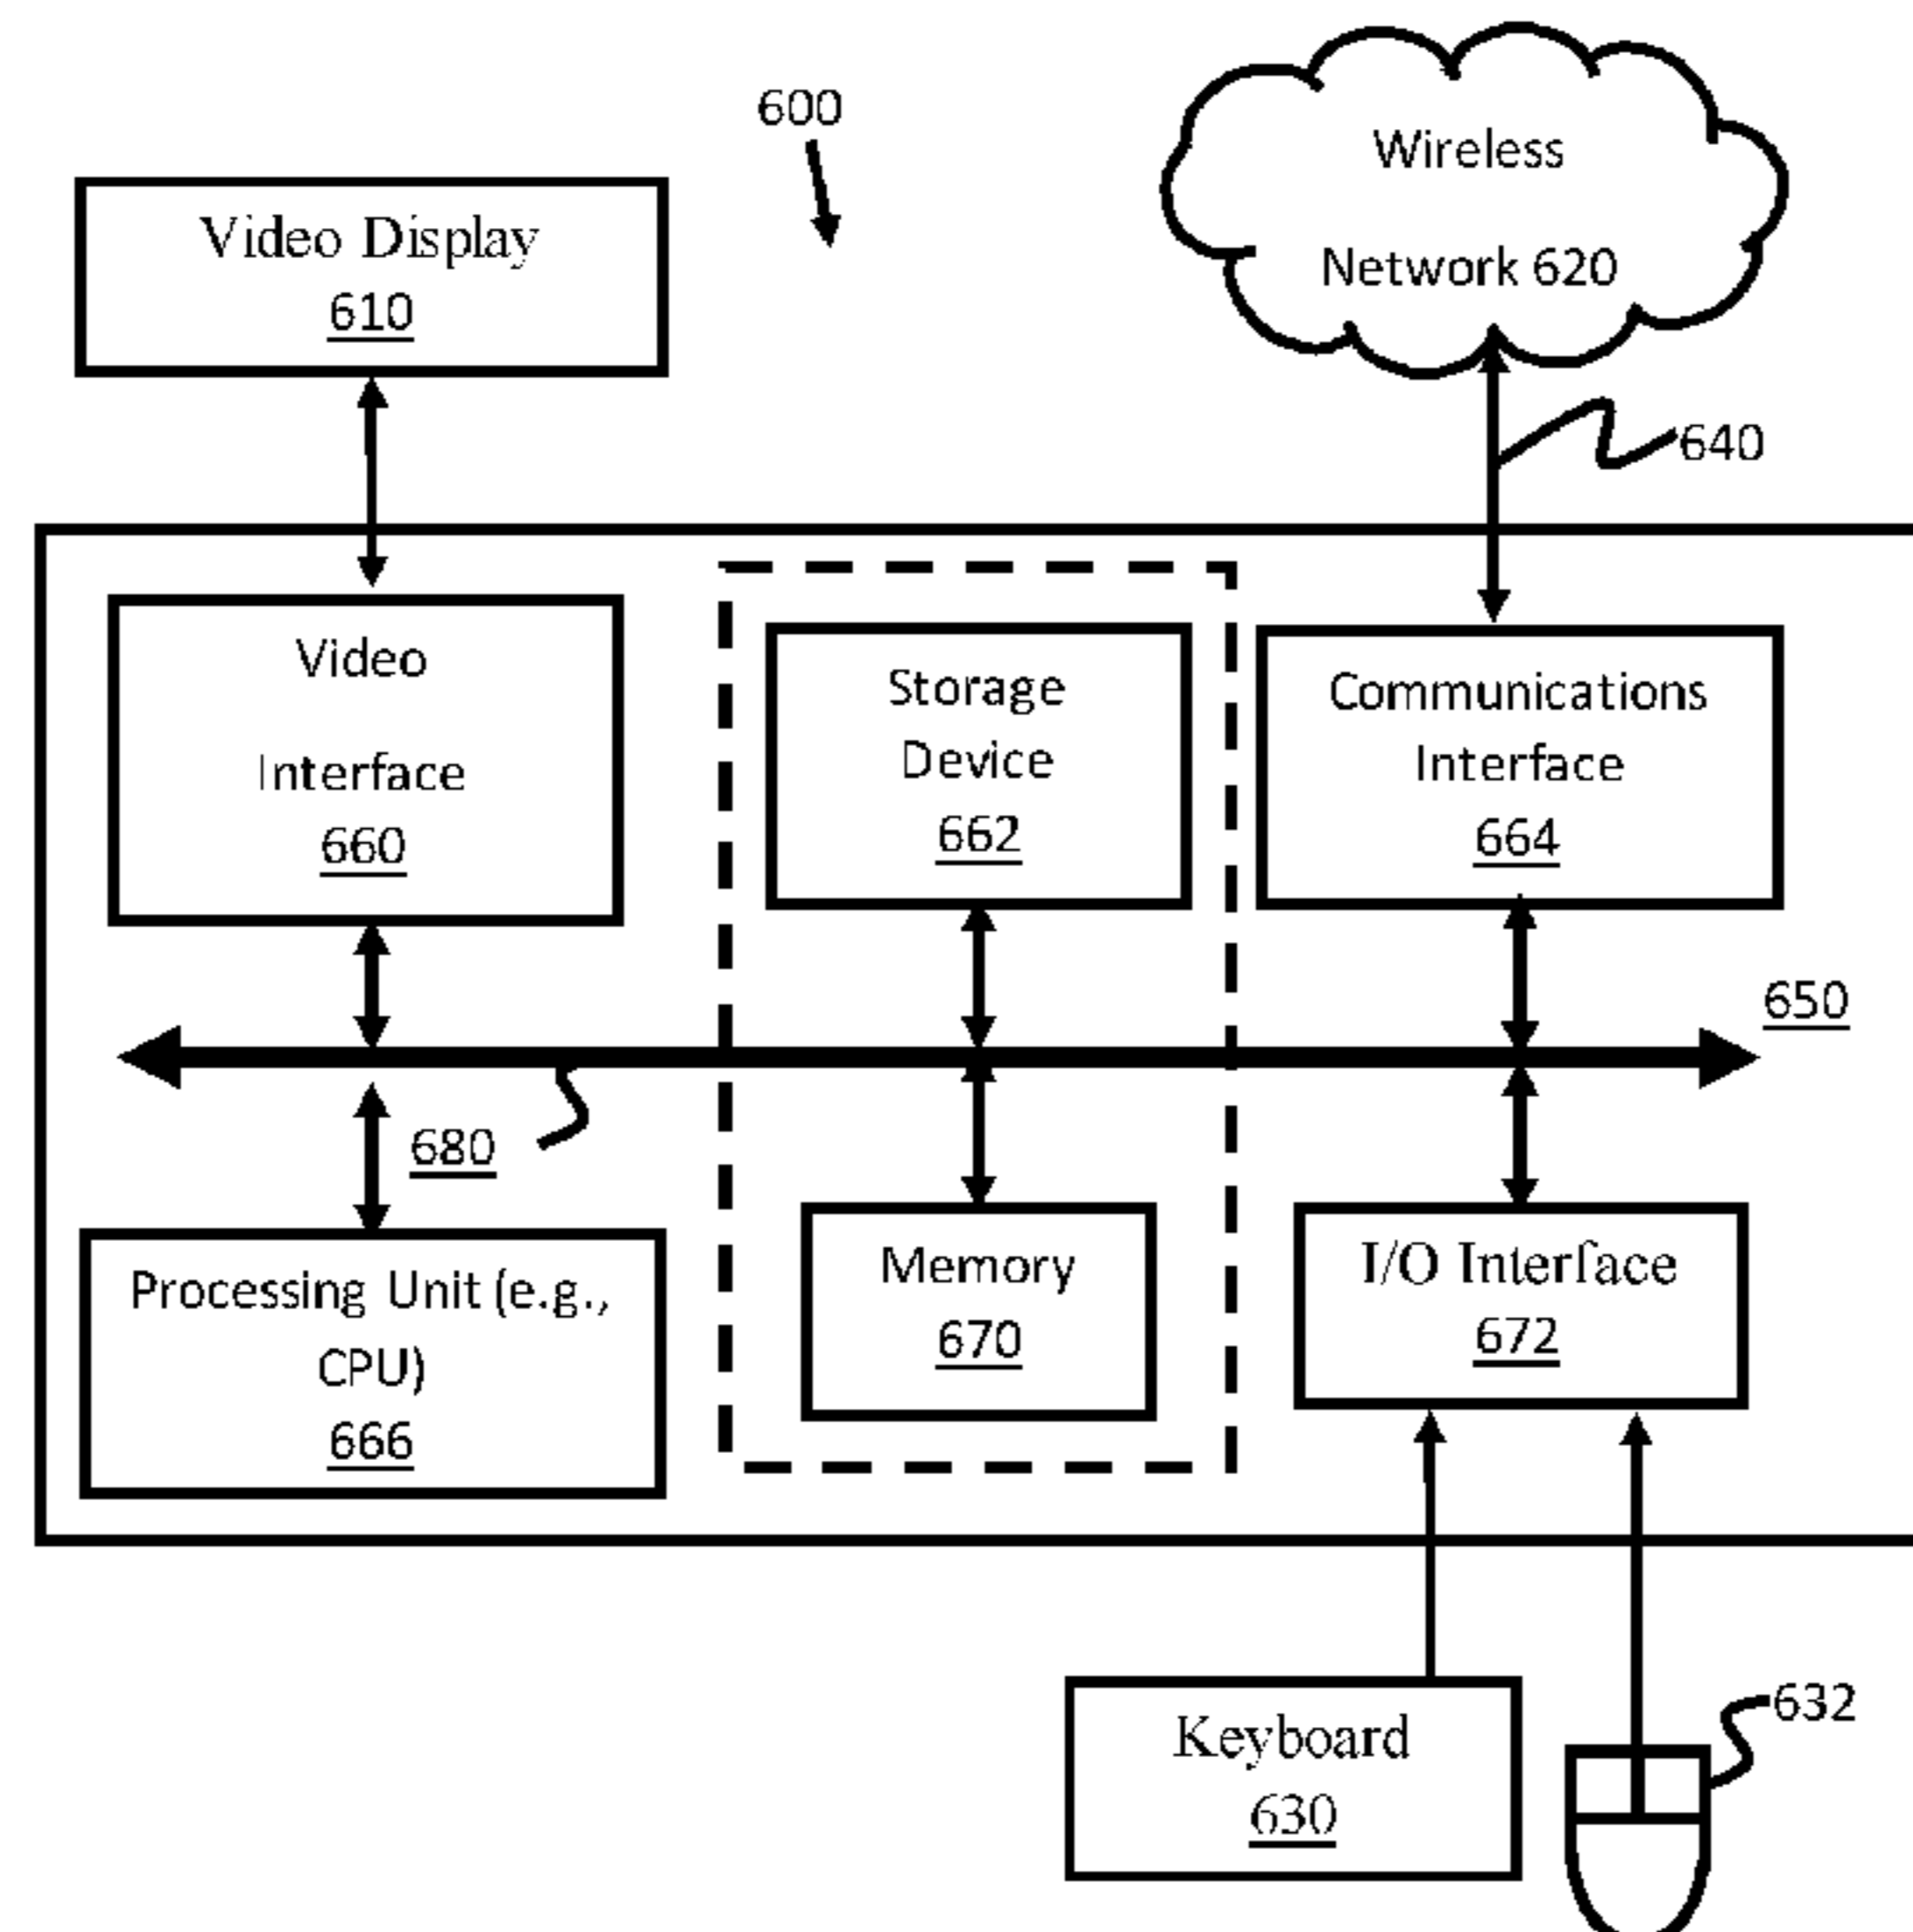 600
Video Display
610
Wireless
Network 620
640
Video
Interface
660
Storage
Device
662
Communications
Interface
664
650
680
Processing Unit (e.g.,
CPU)
666
Memory
670
I/O Interface
672
Keyboard
630
632